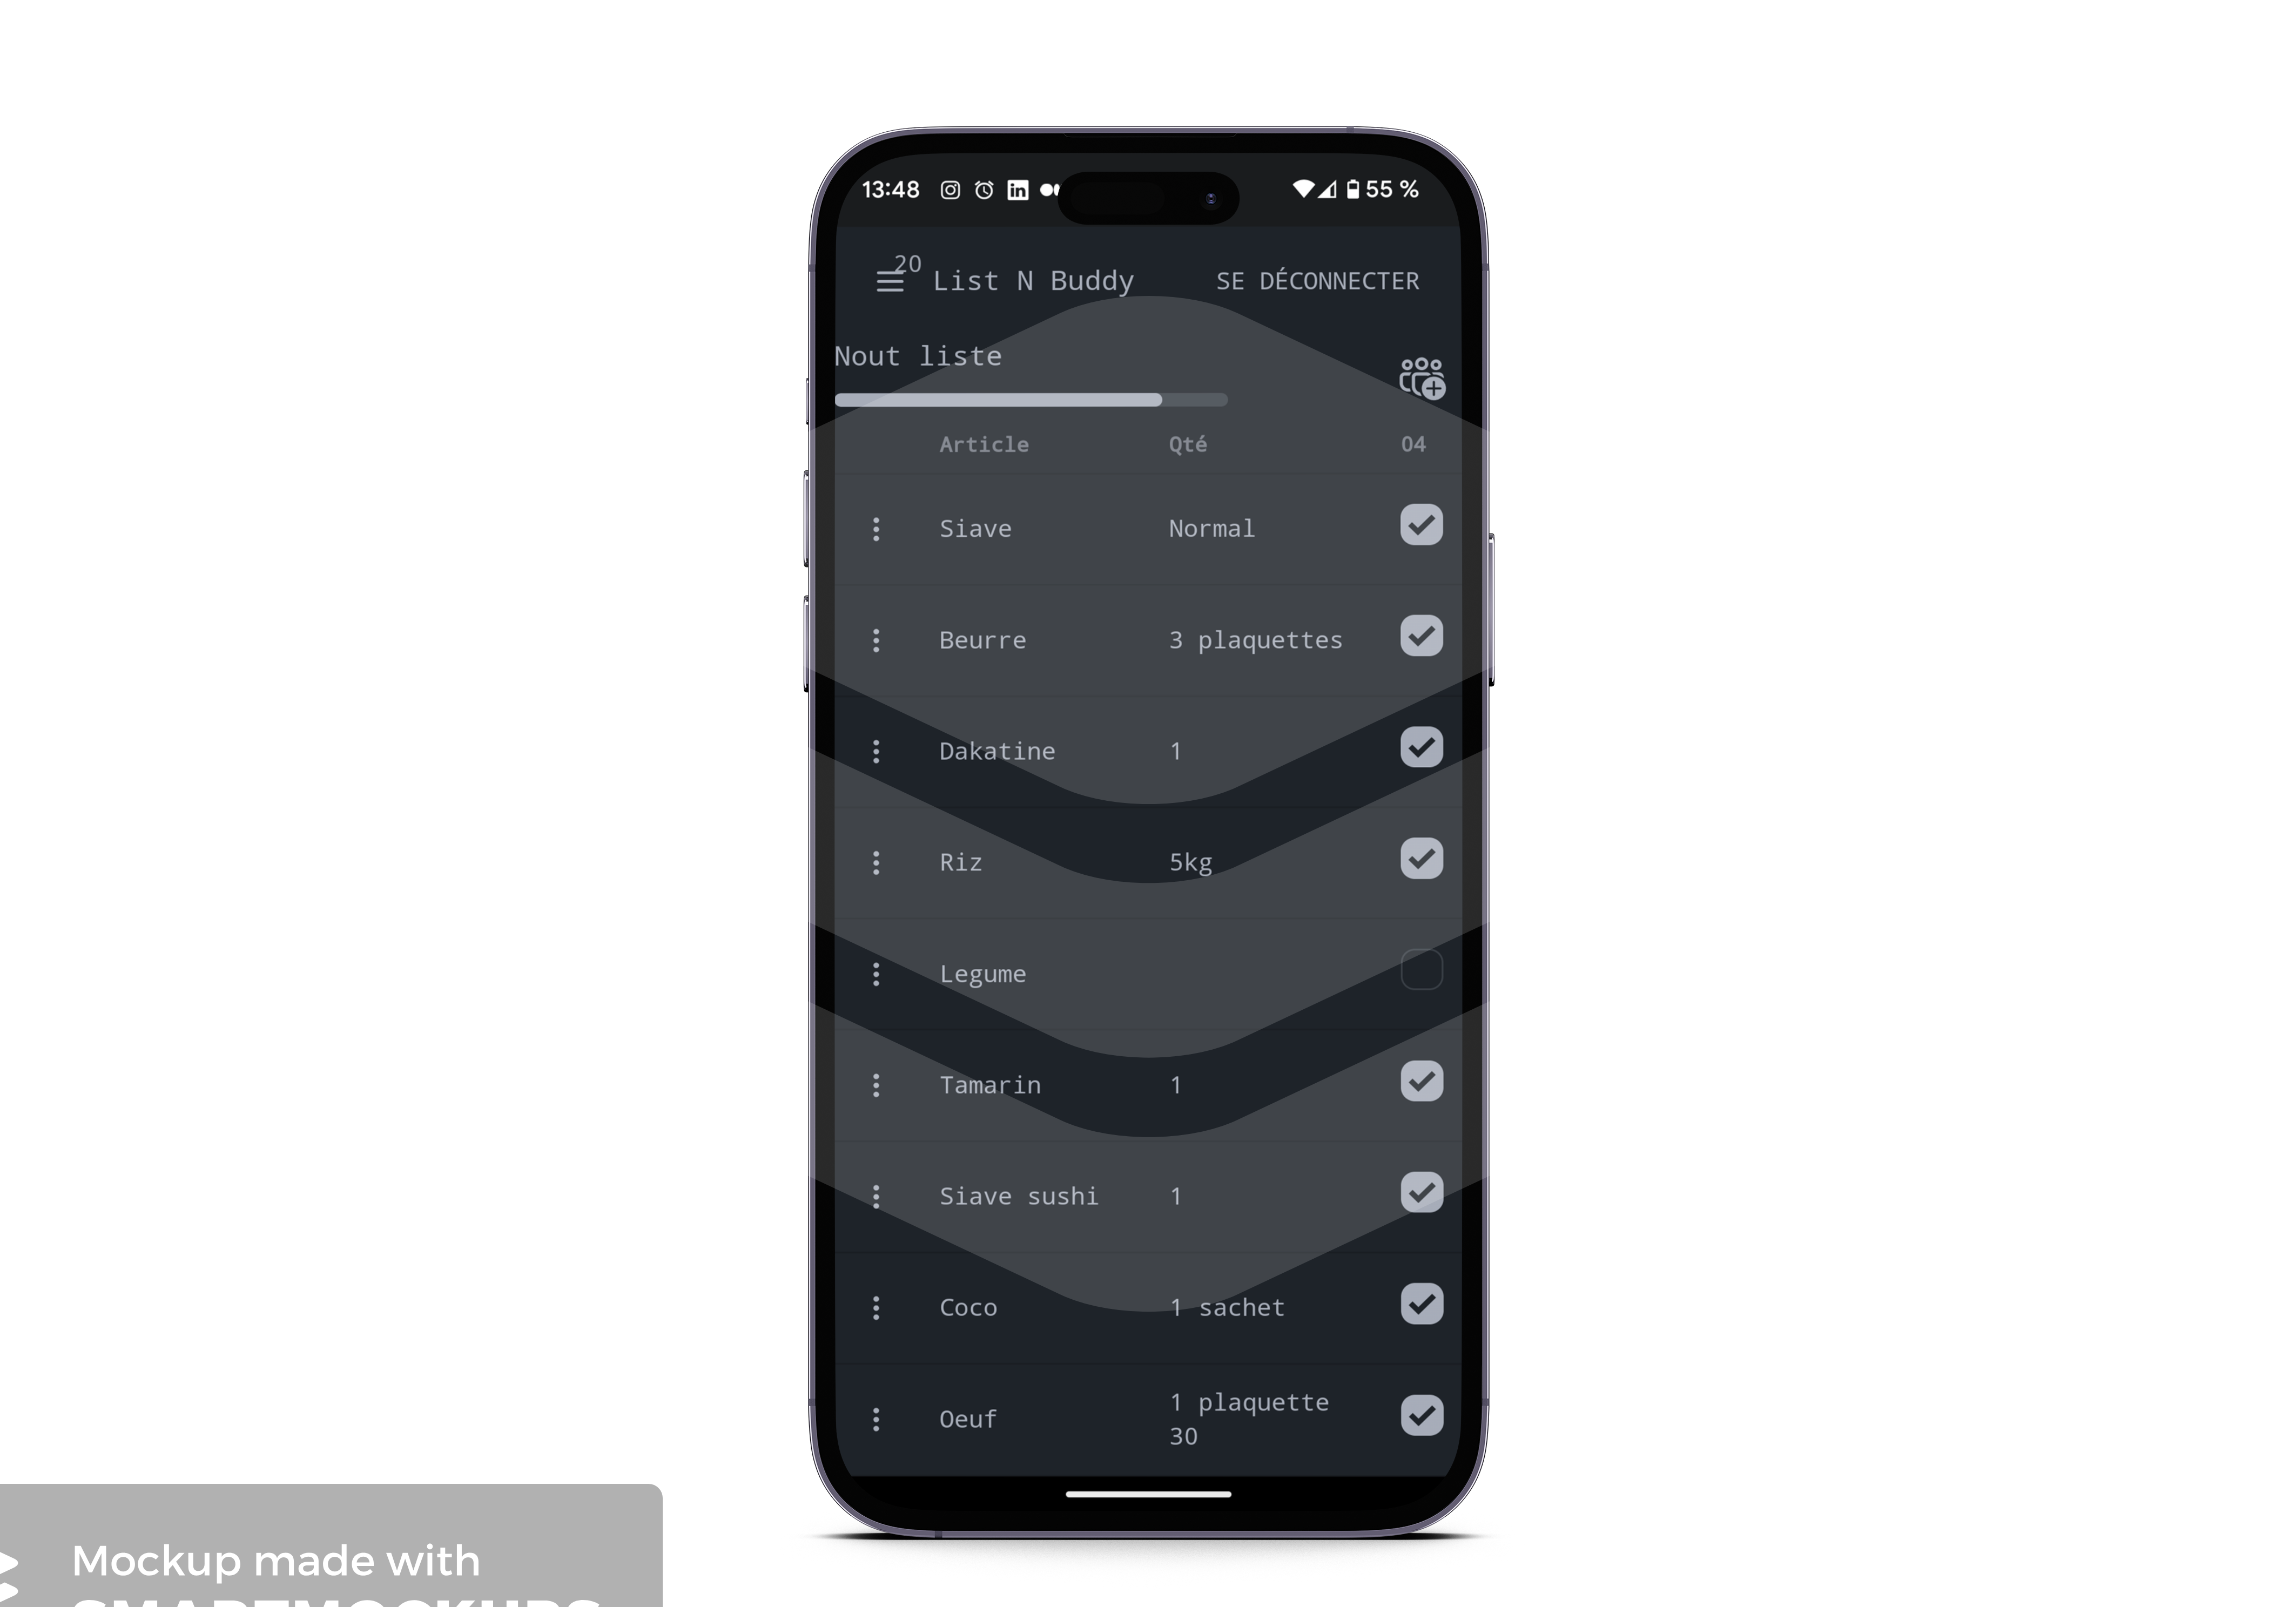 13:48
55 %
20
List N Buddy
SE DÉCONNECTER
Nout liste
Article Qté 04
Siave Normal
Beurre 3 plaquettes
Dakatine 1
Riz 5kg
Legume
Tamarin 1
Siave sushi 1
Coco 1 sachet
Oeuf 1 plaquette
30
Mockup made with